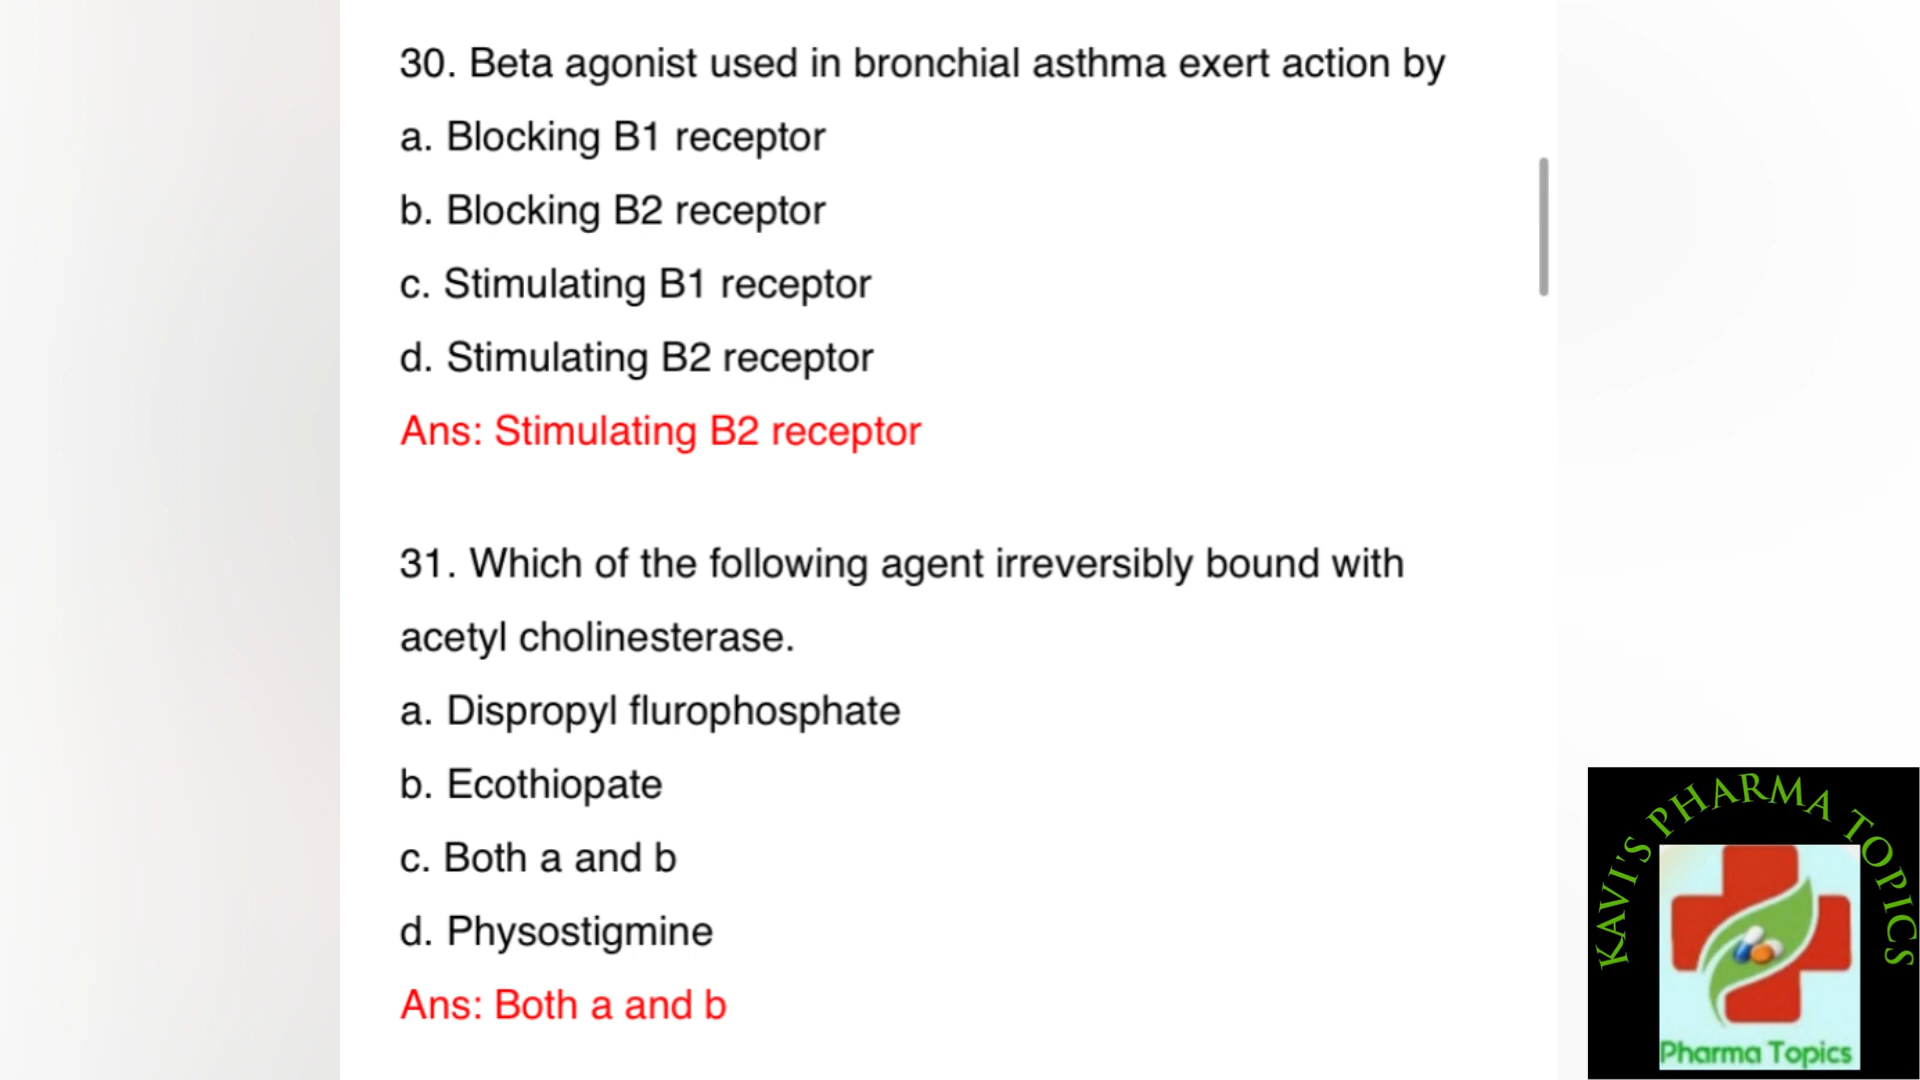 30. Beta agonist used in bronchial asthma exert action by
a. Blocking B1 receptor
b. Blocking B2 receptor
c. Stimulating B1 receptor
d. Stimulating B2 receptor
Ans: Stimulating B2 receptor
31. Which of the following agent irreversibly bound with
acetyl cholinesterase.
a. Dispropyl flurophosphate
b. Ecothiopate
c. Both a and b
d. Physostigmine
Ans: Both a and b
KAVI'S PHARMA TOPICS
Pharma Topics